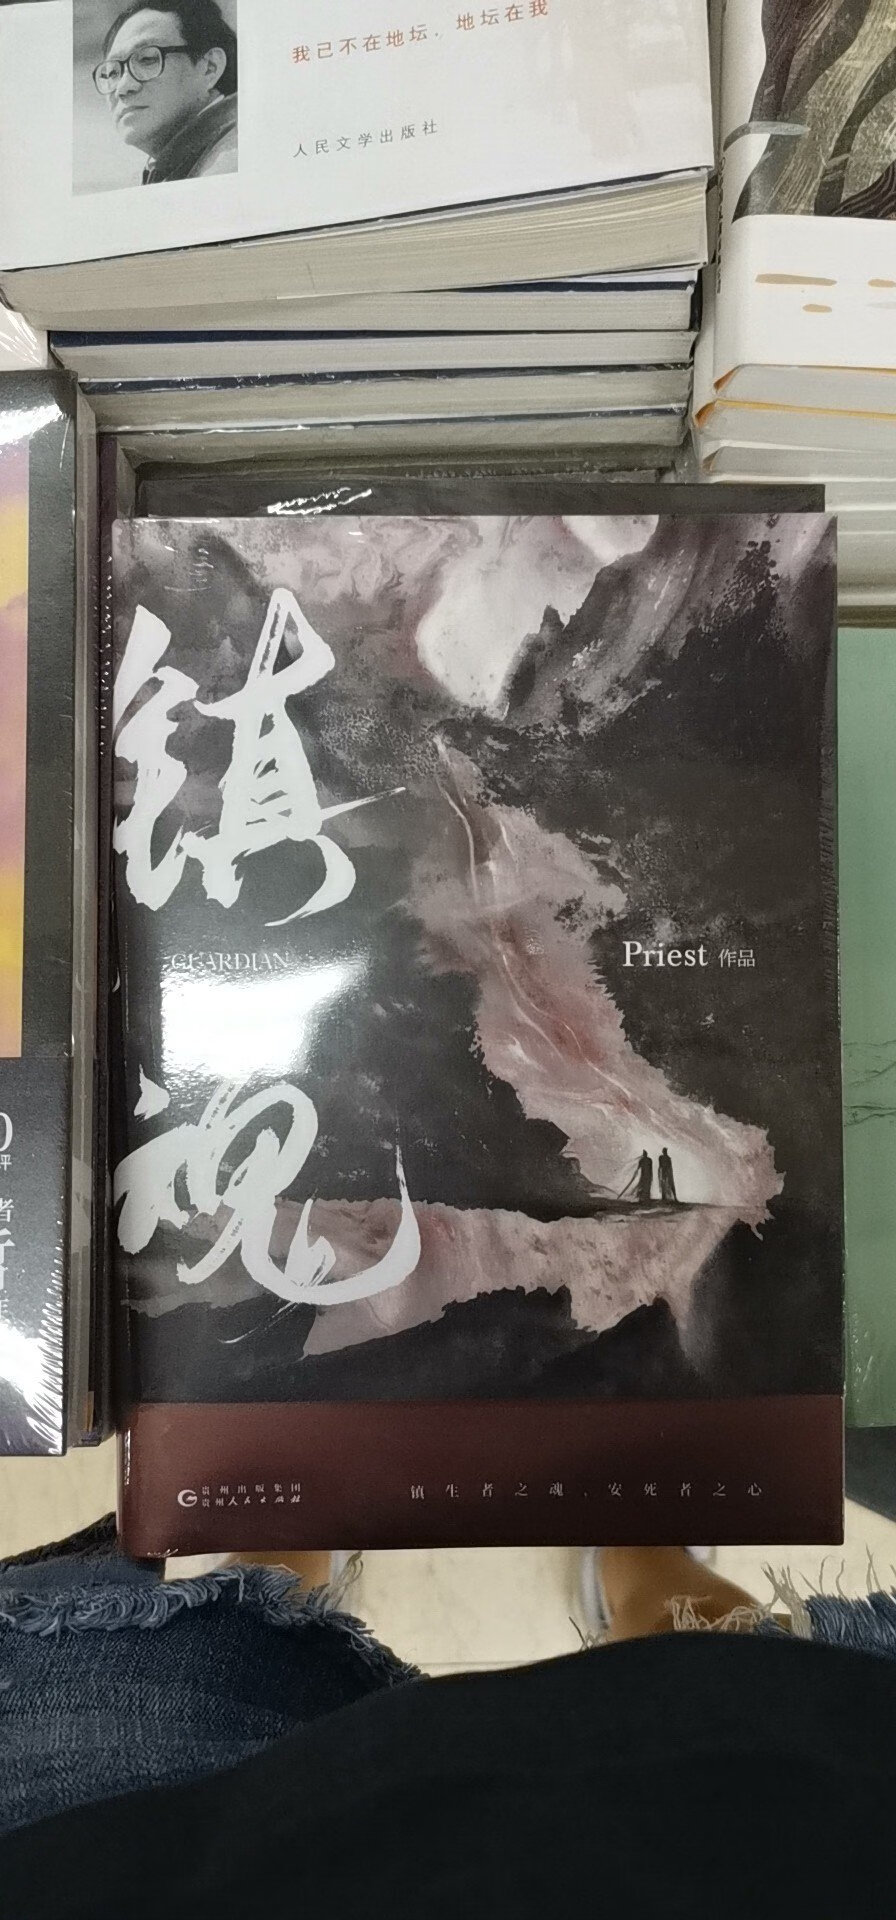 我已不在地坛，地坛在我
人民文学出版社
镇魂
GUARDIAN
Priest 作品
贵州出版集团
贵州人民出版社
镇生者之魂、安死者之心
评
者